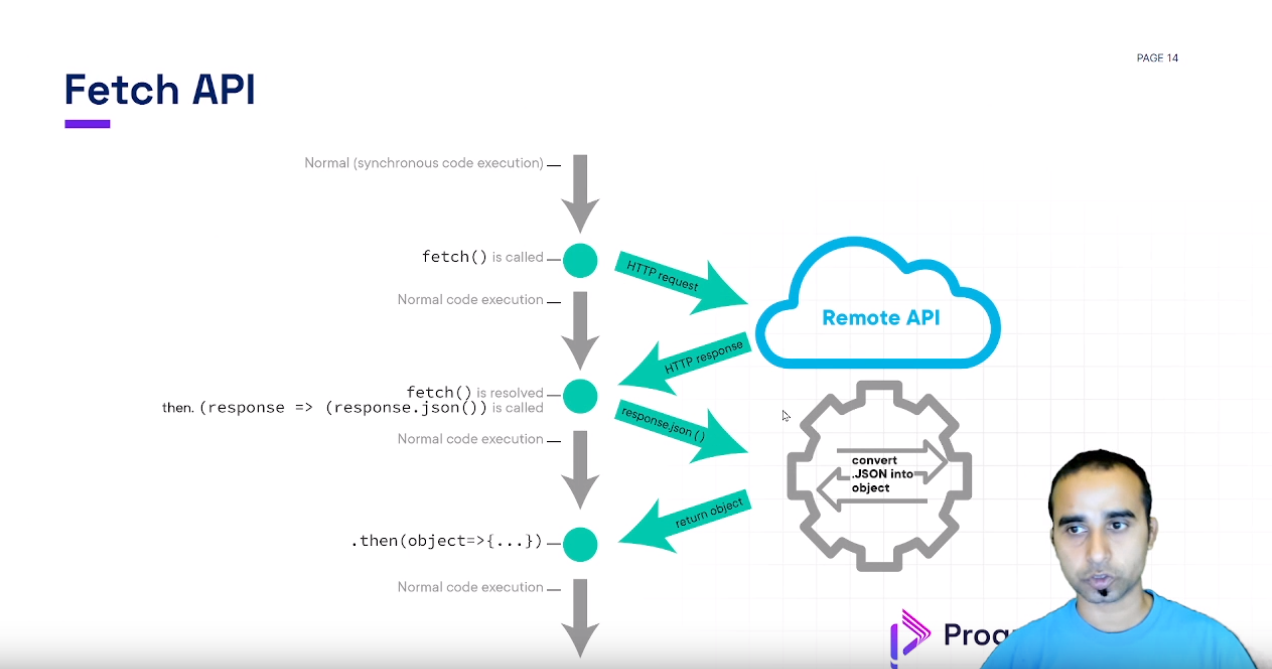 PAGE 14
Fetch API
Normal (synchronous code execution)
fetch() is called
HTTP request
Normal code execution
Remote API
HTTP response
fetch() is resolved
then. (response => (response.json()) is called
response.json ( )
Normal code execution
convert
.JSON into
object
return object
.then(object=>{...})
Normal code execution